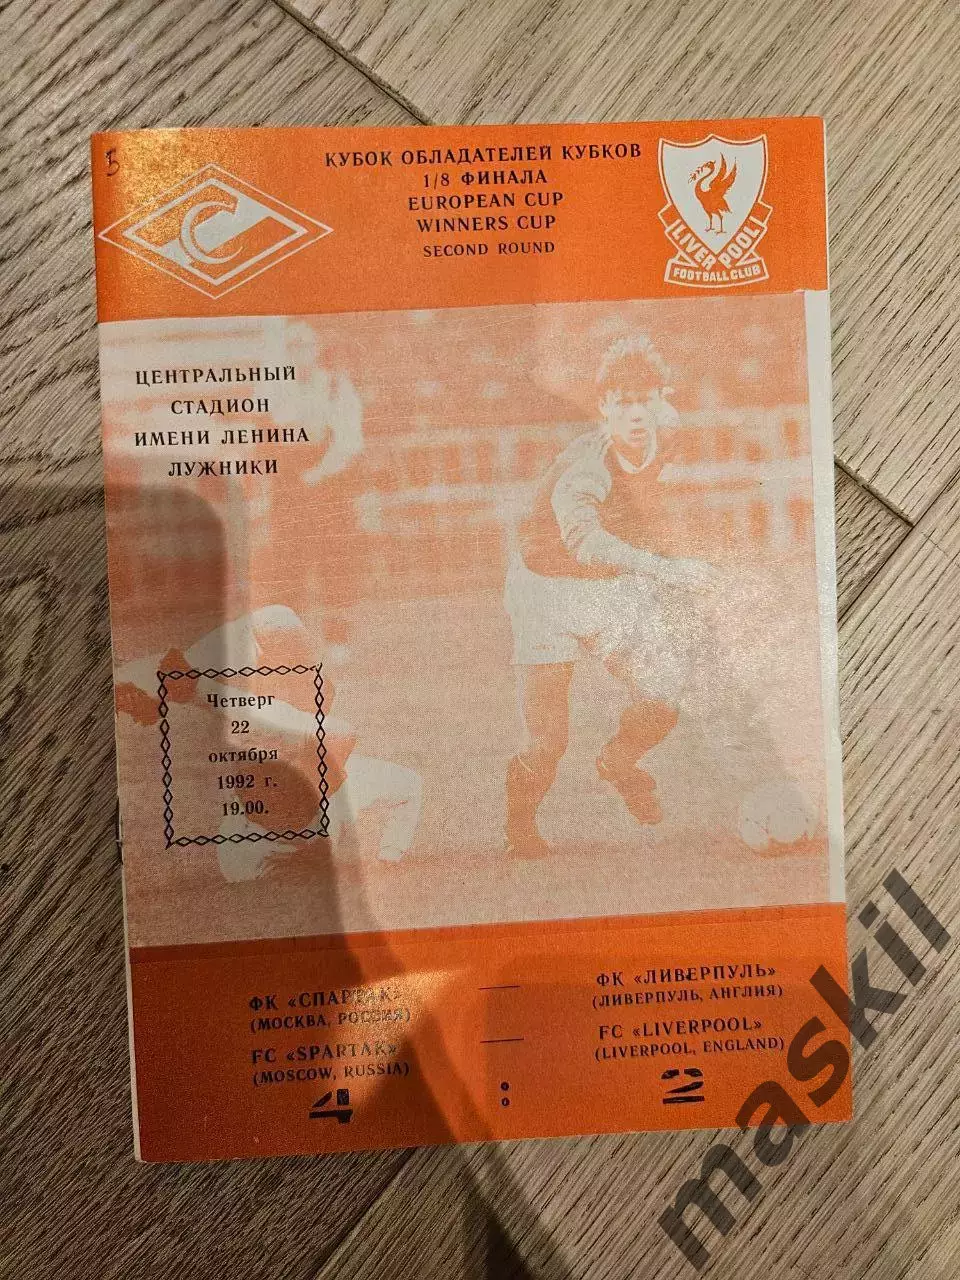 5
КУБОК ОБЛАДАТЕЛЕЙ КУБКОВ
1/8 ФИНАЛА
EUROPEAN CUP
WINNERS CUP
SECOND ROUND
С
LIVERPOOL
FOOTBALL CLUB
ЦЕНТРАЛЬНЫЙ
СТАДИОН
ИМЕНИ ЛЕНИНА
ЛУЖНИКИ
Четверг
22
октября
1992 г.
19.00.
ФК «СПАРТАК» — ФК «ЛИВЕРПУЛЬ»
(МОСКВА, РОССИЯ) (ЛИВЕРПУЛЬ, АНГЛИЯ)
FC «SPARTAK» — FC «LIVERPOOL»
(MOSCOW, RUSSIA) (LIVERPOOL, ENGLAND)
4 : 2
maskil